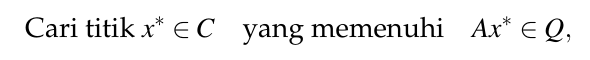 Cari titik x* ∈ C yang memenuhi Ax* ∈ Q,